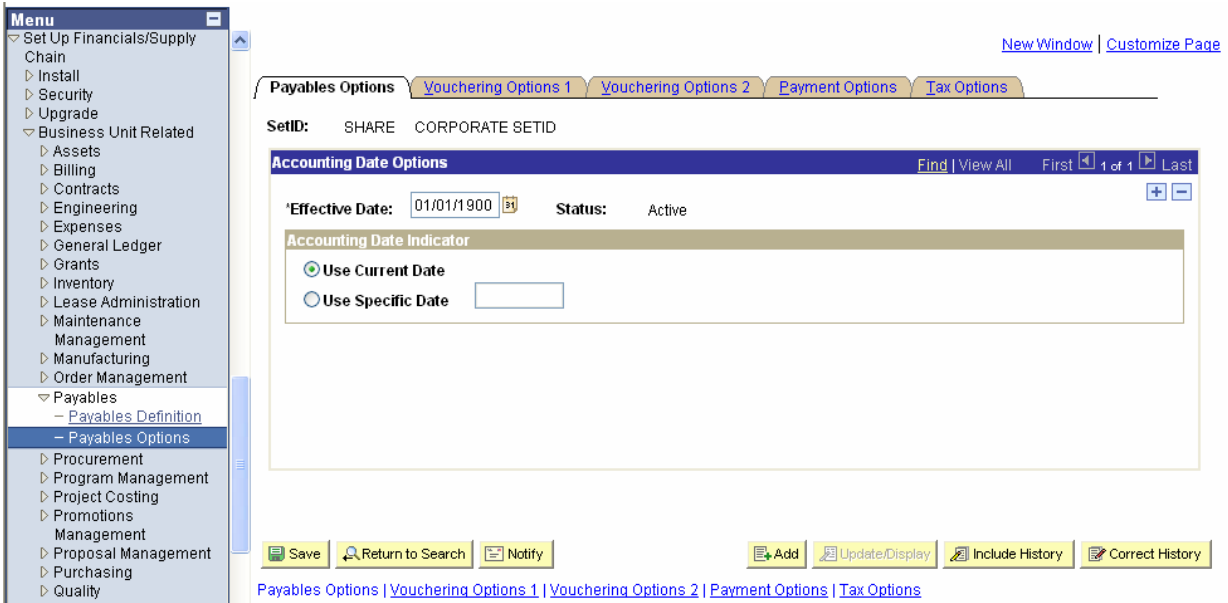 Menu
Set Up Financials/Supply
Chain
Install
Security
Upgrade
Business Unit Related
Assets
Billing
Contracts
Engineering
Expenses
General Ledger
Grants
Inventory
Lease Administration
Maintenance
Management
Manufacturing
Order Management
Payables
– Payables Definition
– Payables Options
Procurement
Program Management
Project Costing
Promotions
Management
Proposal Management
Purchasing
Quality
New Window | Customize Page
Payables Options Vouchering Options 1 Vouchering Options 2 Payment Options Tax Options
SetID: SHARE CORPORATE SETID
Accounting Date Options Find | View All First 1 of 1 Last
*Effective Date: 01/01/1900 31 Status: Active
Accounting Date Indicator
Use Current Date
Use Specific Date
Save Return to Search Notify Add Update/Display Include History Correct History
Payables Options | Vouchering Options 1 | Vouchering Options 2 | Payment Options | Tax Options